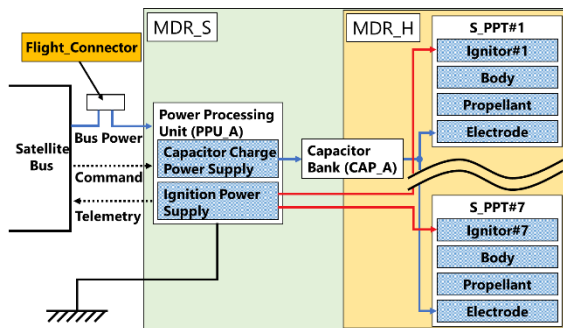 MDR_S
MDR_H
S_PPT#1
Flight_Connector
Ignitor#1
Body
Propellant
Electrode
Bus Power
Satellite
Bus
Command
Telemetry
Power Processing
Unit (PPU_A)
Capacitor Charge
Power Supply
Ignition Power
Supply
Capacitor
Bank (CAP_A)
S_PPT#7
Ignitor#7
Body
Propellant
Electrode